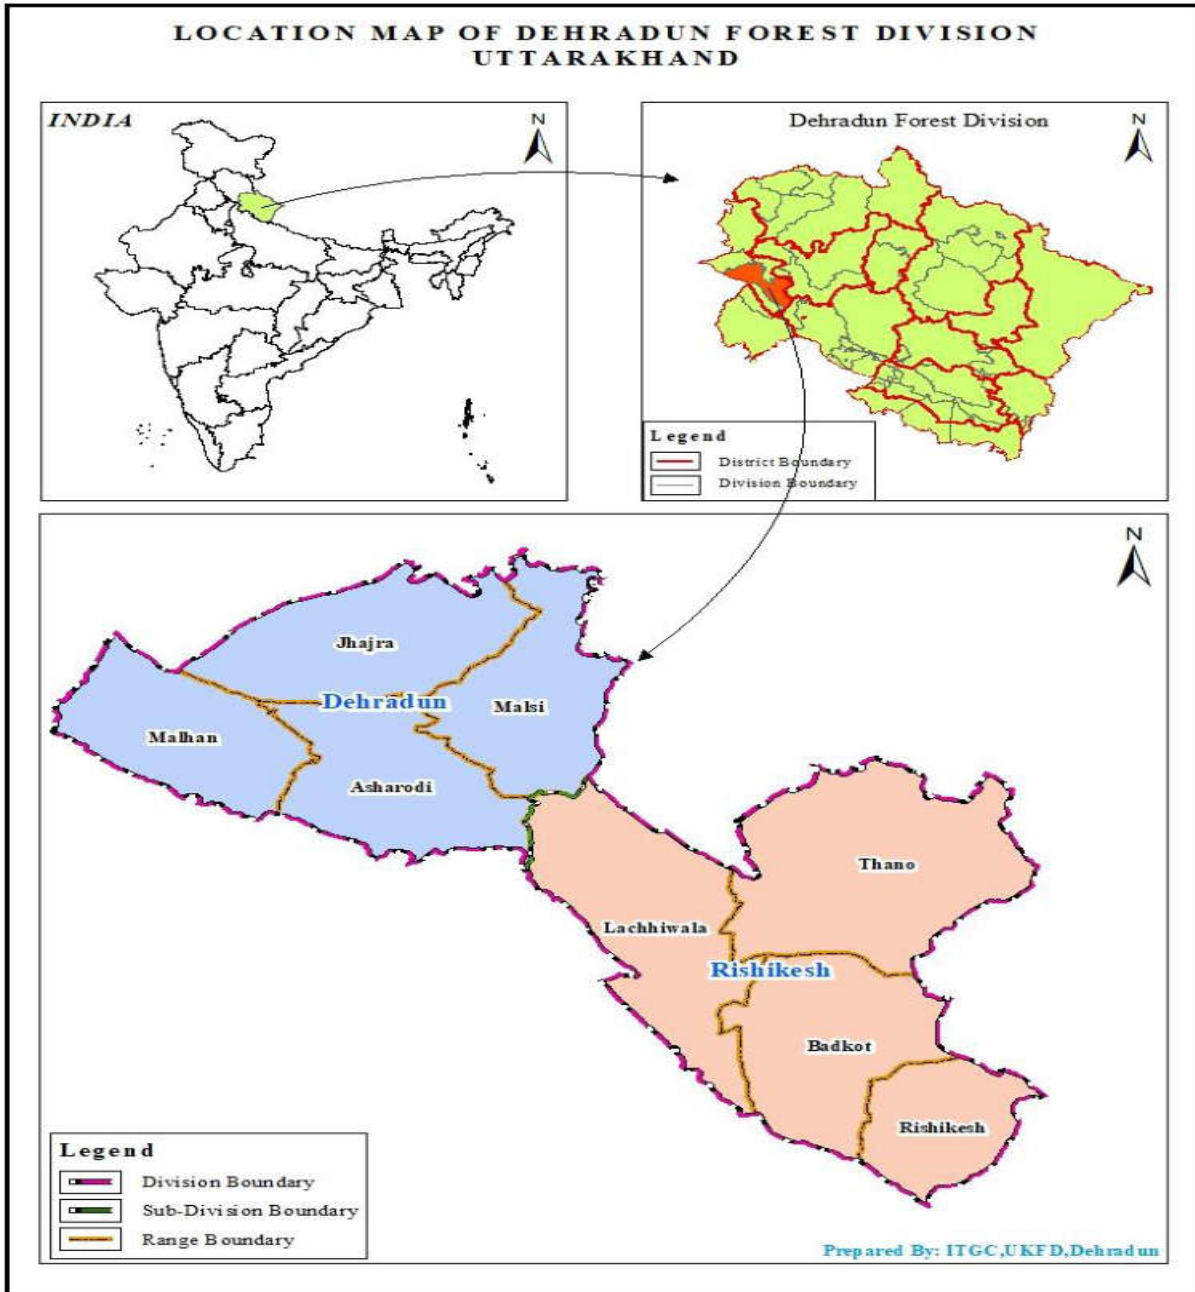 LOCATION MAP OF DEHRADUN FOREST DIVISION
UTTARAKHAND
INDIA
N
Dehradun Forest Division
N
Legend
District Boundary
Division Boundary
N
Jhajra
Dehradun
Malsi
Malhan
Asharodi
Thano
Lachhiwala
Rishikesh
Badkot
Rishikesh
Legend
Division Boundary
Sub-Division Boundary
Range Boundary
Prepared By: ITGC,UKFD,Dehradun